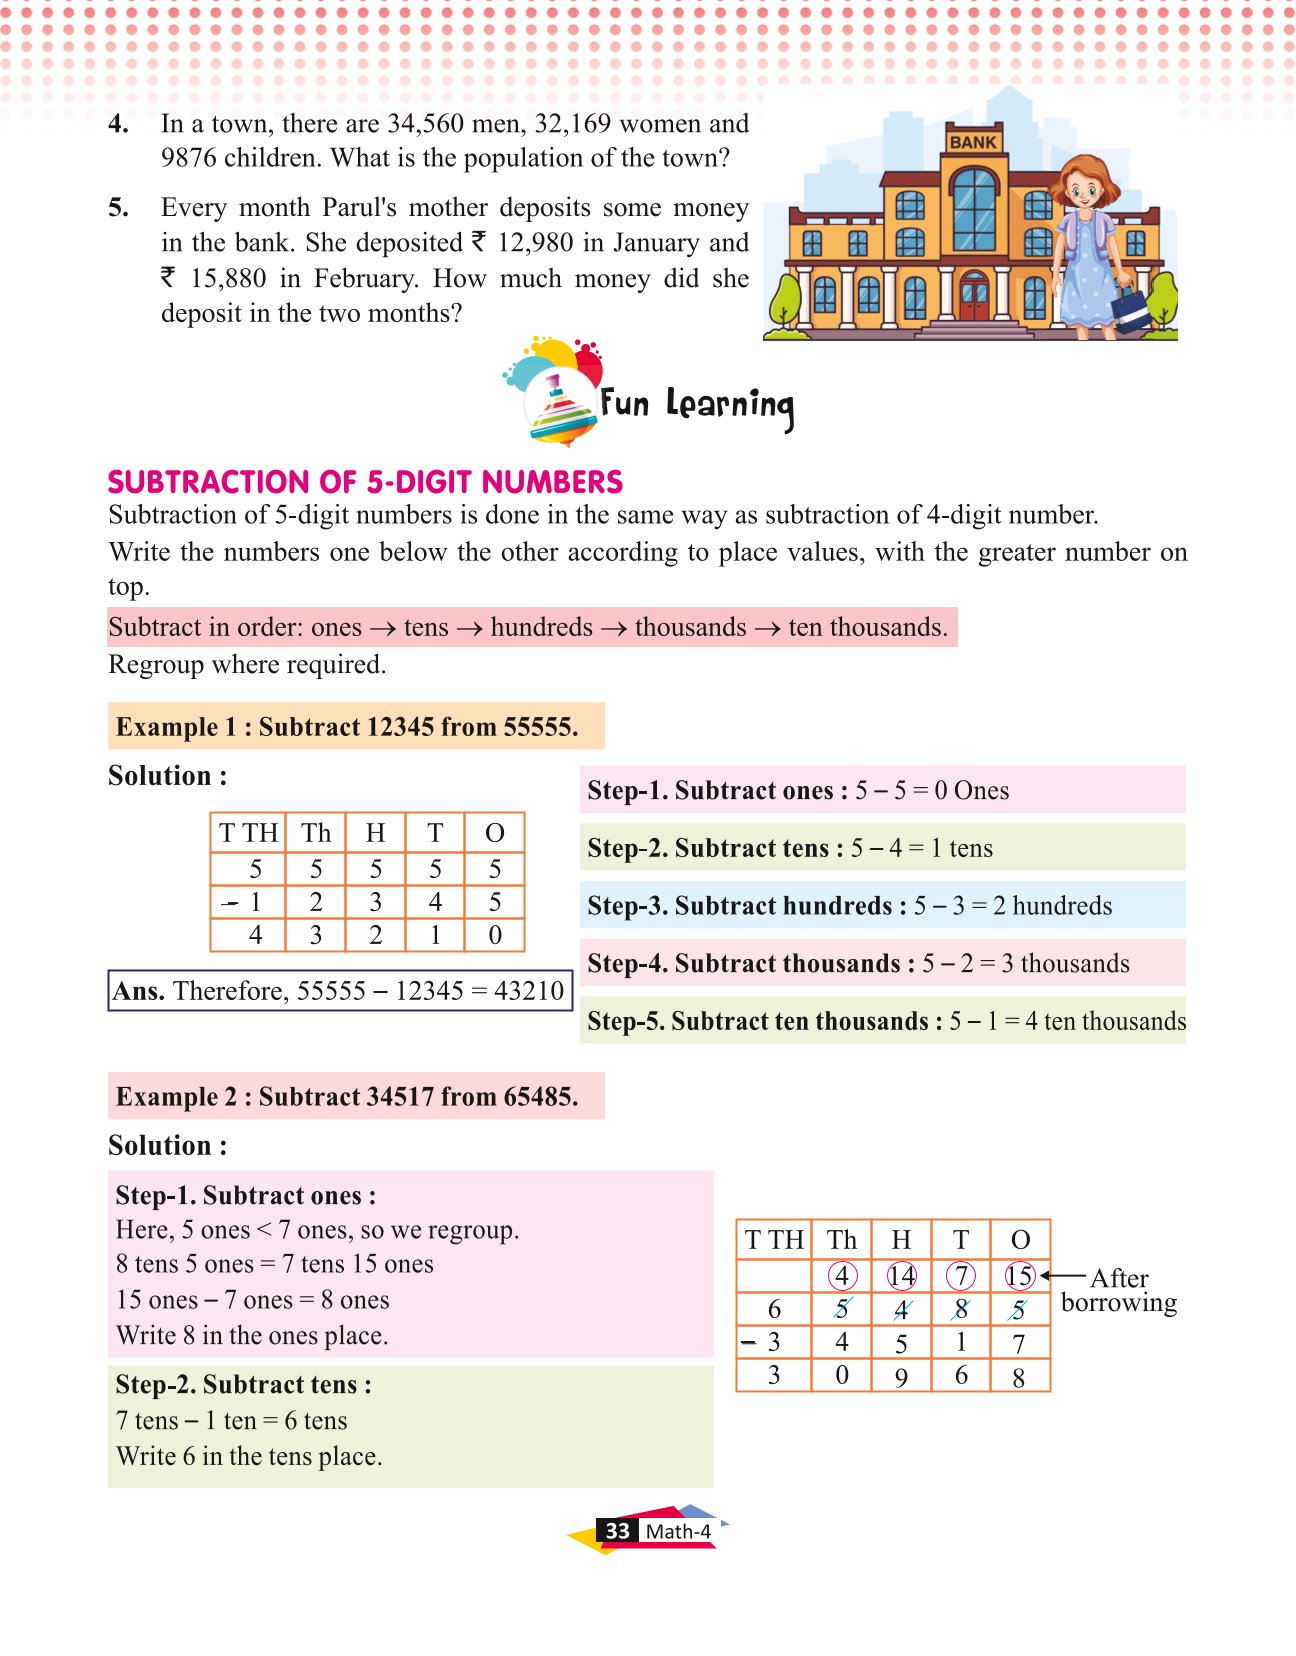 4. In a town, there are 34,560 men, 32,169 women and
9876 children. What is the population of the town?
5. Every month Parul's mother deposits some money
in the bank. She deposited ₹ 12,980 in January and
₹ 15,880 in February. How much money did she
deposit in the two months?
BANK
Fun Learning
SUBTRACTION OF 5-DIGIT NUMBERS
Subtraction of 5-digit numbers is done in the same way as subtraction of 4-digit number.
Write the numbers one below the other according to place values, with the greater number on
top.
Subtract in order: ones → tens → hundreds → thousands → ten thousands.
Regroup where required.
Example 1 : Subtract 12345 from 55555.
Solution :
T TH Th H T O
5 5 5 5 5
– 1 2 3 4 5
4 3 2 1 0
Ans. Therefore, 55555 – 12345 = 43210
Step-1. Subtract ones : 5 – 5 = 0 Ones
Step-2. Subtract tens : 5 – 4 = 1 tens
Step-3. Subtract hundreds : 5 – 3 = 2 hundreds
Step-4. Subtract thousands : 5 – 2 = 3 thousands
Step-5. Subtract ten thousands : 5 – 1 = 4 ten thousands
Example 2 : Subtract 34517 from 65485.
Solution :
Step-1. Subtract ones :
Here, 5 ones < 7 ones, so we regroup.
8 tens 5 ones = 7 tens 15 ones
15 ones – 7 ones = 8 ones
Write 8 in the ones place.
Step-2. Subtract tens :
7 tens – 1 ten = 6 tens
Write 6 in the tens place.
T TH Th H T O
4 14 7 15
6 5 4 8 5
– 3 4 5 1 7
3 0 9 6 8
After
borrowing
33 Math-4